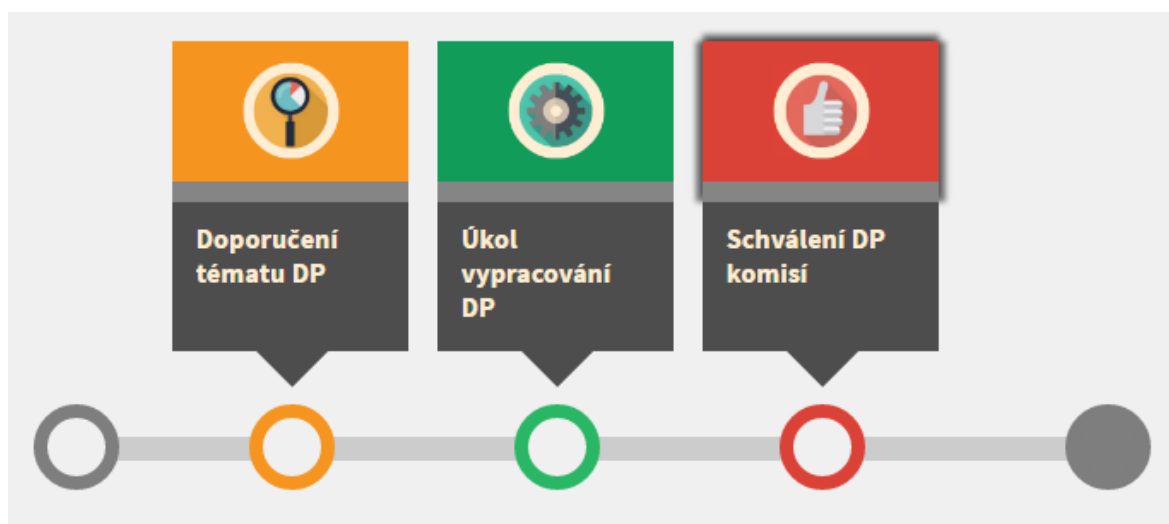 Doporučení
tématu DP
Úkol
vypracování
DP
Schválení DP
komisí